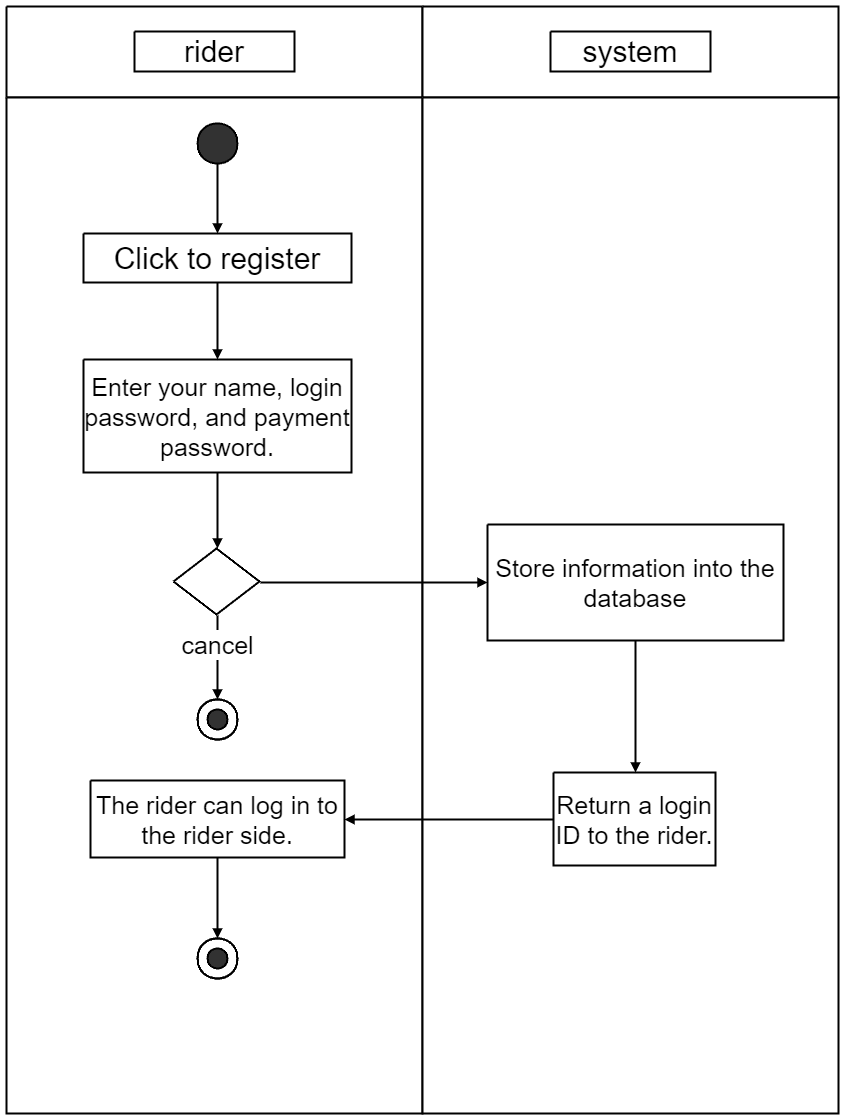 rider
system
Click to register
Enter your name, login
password, and payment
password.
Store information into the
database
cancel
The rider can log in to
the rider side.
Return a login
ID to the rider.